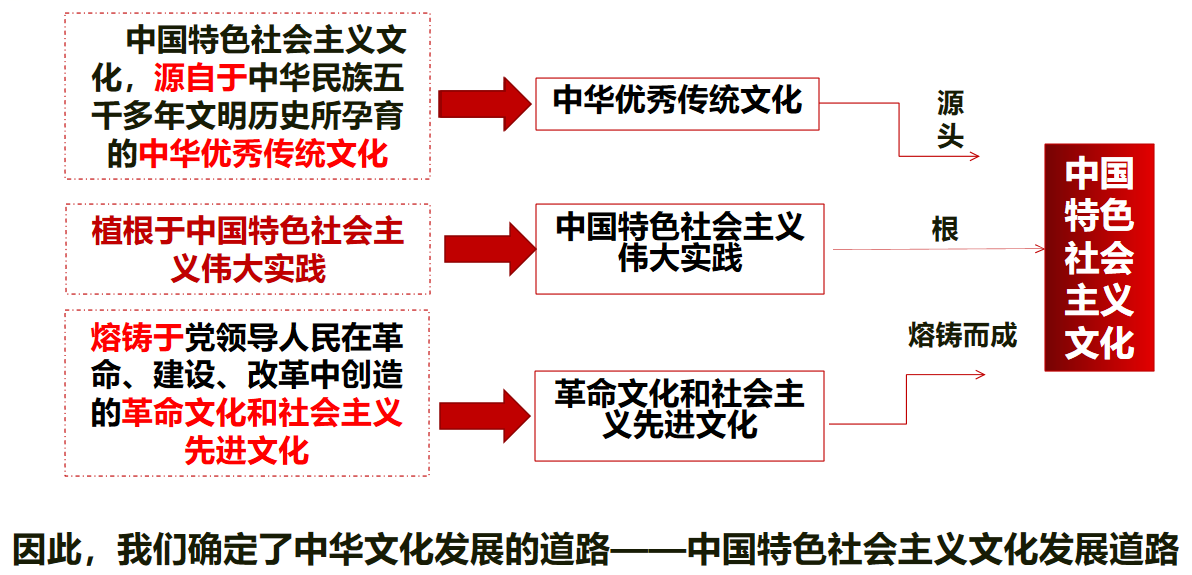 中国特色社会主义文
化，源自于中华民族五
千多年文明历史所孕育
的中华优秀传统文化
中华优秀传统文化
源
头
植根于中国特色社会主
义伟大实践
中国特色社会主义
伟大实践
根
中国
特色
社会
主义
文化
熔铸于党领导人民在革
命、建设、改革中创造
的革命文化和社会主义
先进文化
革命文化和社会主
义先进文化
熔铸而成
因此，我们确定了中华文化发展的道路——中国特色社会主义文化发展道路